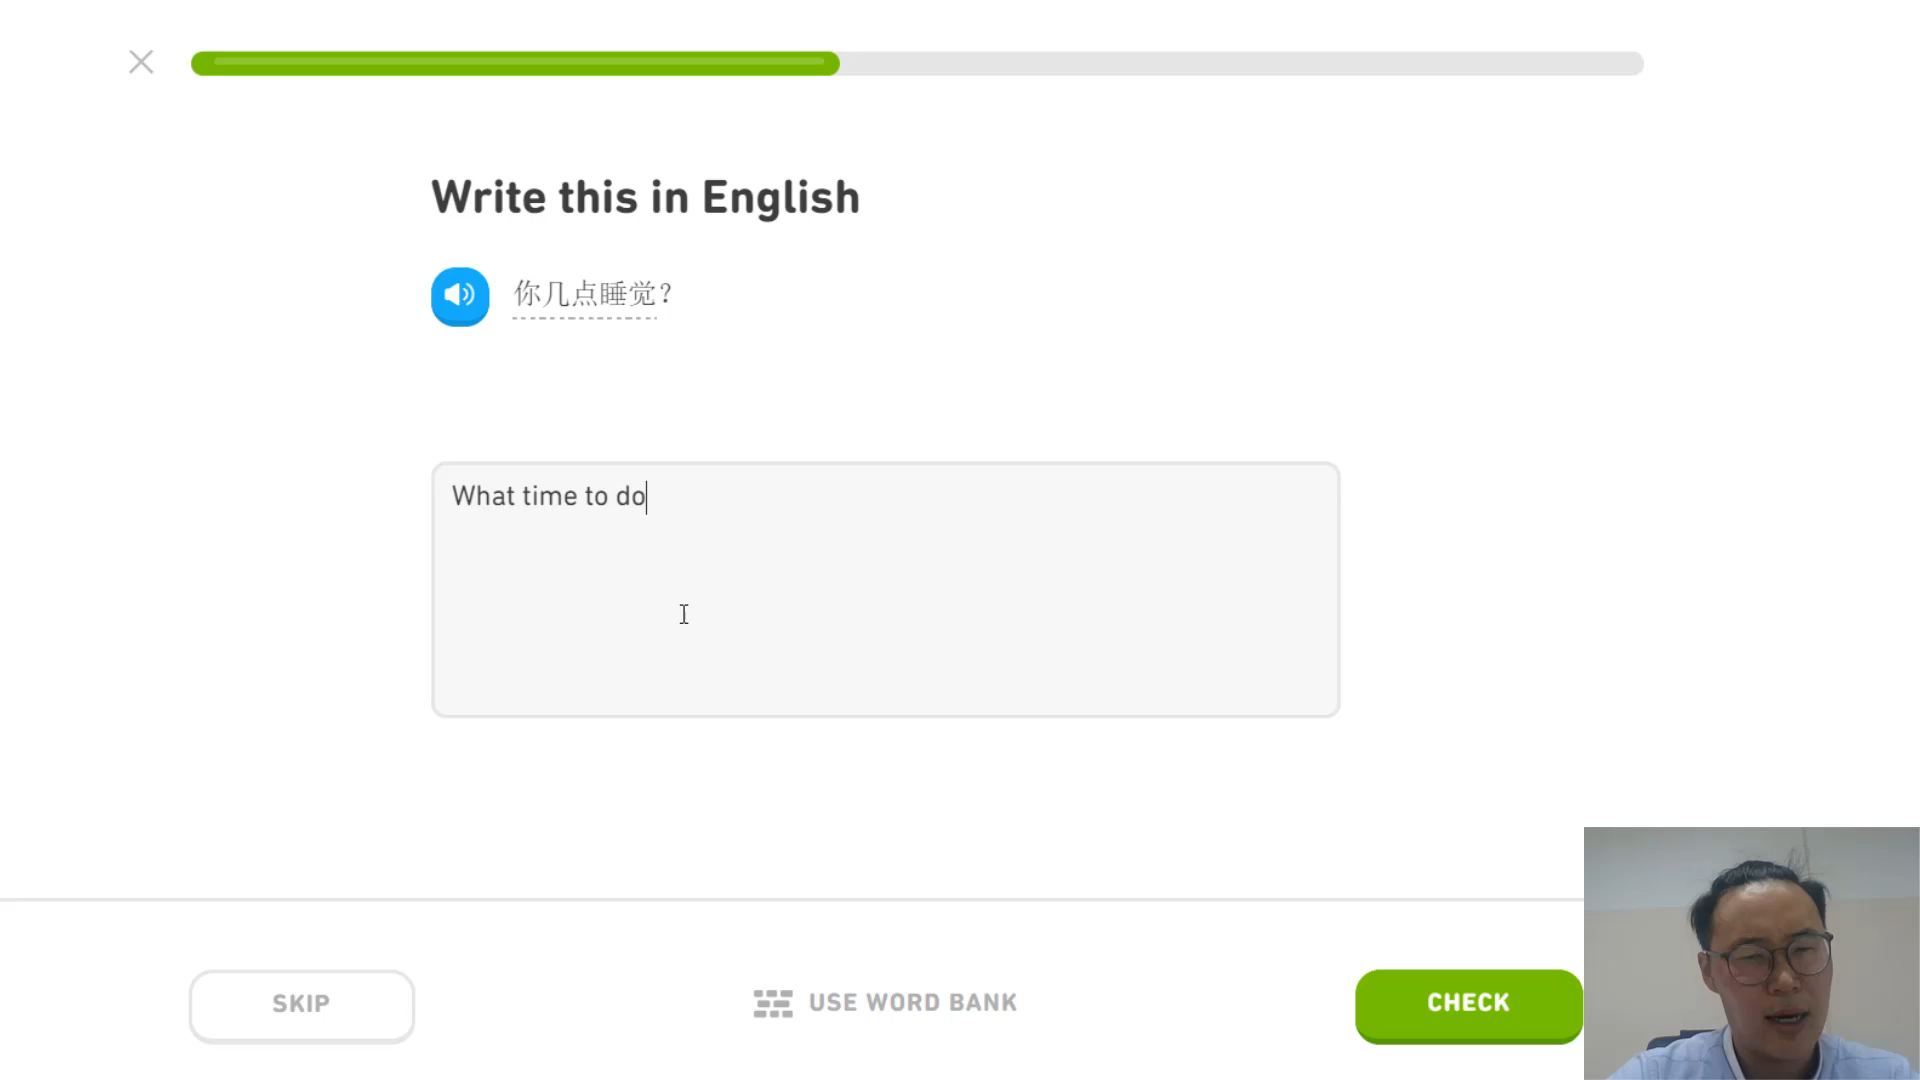 Write this in English
你几点睡觉?
What time to do
SKIP
USE WORD BANK
CHECK